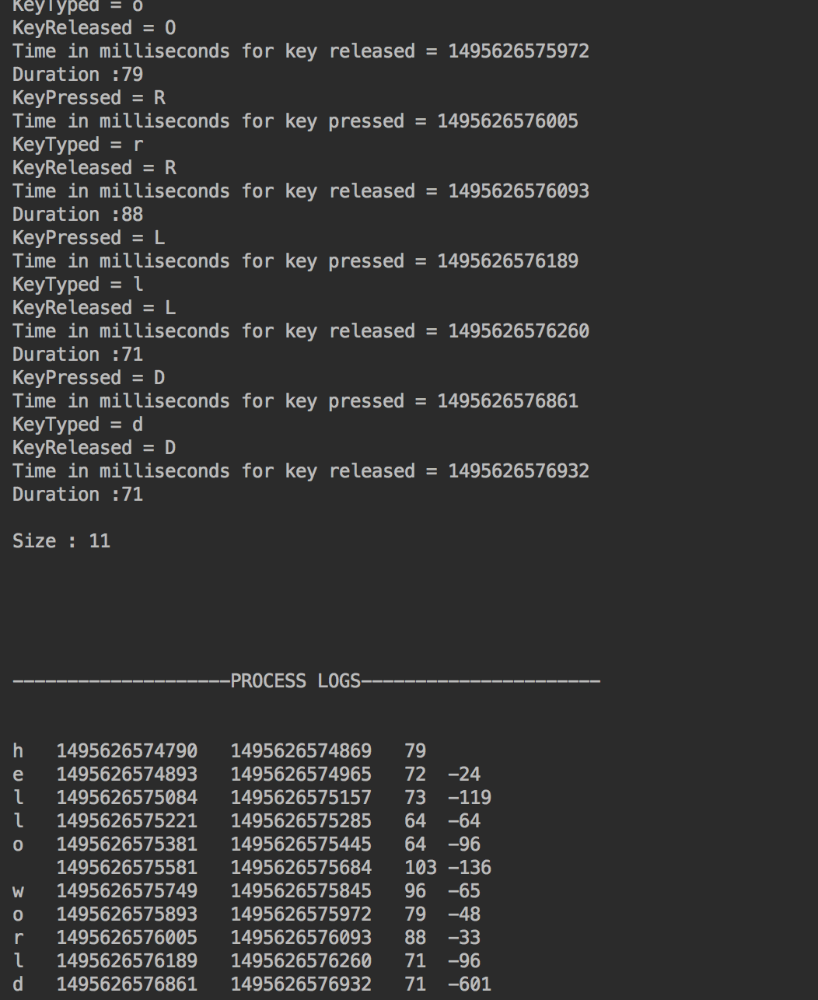 KeyTyped = o
KeyReleased = O
Time in milliseconds for key released = 1495626575972
Duration :79
KeyPressed = R
Time in milliseconds for key pressed = 1495626576005
KeyTyped = r
KeyReleased = R
Time in milliseconds for key released = 1495626576093
Duration :88
KeyPressed = L
Time in milliseconds for key pressed = 1495626576189
KeyTyped = l
KeyReleased = L
Time in milliseconds for key released = 1495626576260
Duration :71
KeyPressed = D
Time in milliseconds for key pressed = 1495626576861
KeyTyped = d
KeyReleased = D
Time in milliseconds for key released = 1495626576932
Duration :71
Size : 11
--------------------PROCESS LOGS----------------------
h 1495626574790 1495626574869 79
e 1495626574893 1495626574965 72 -24
l 1495626575084 1495626575157 73 -119
l 1495626575221 1495626575285 64 -64
o 1495626575381 1495626575445 64 -96
1495626575581 1495626575684 103 -136
w 1495626575749 1495626575845 96 -65
o 1495626575893 1495626575972 79 -48
r 1495626576005 1495626576093 88 -33
l 1495626576189 1495626576260 71 -96
d 1495626576861 1495626576932 71 -601